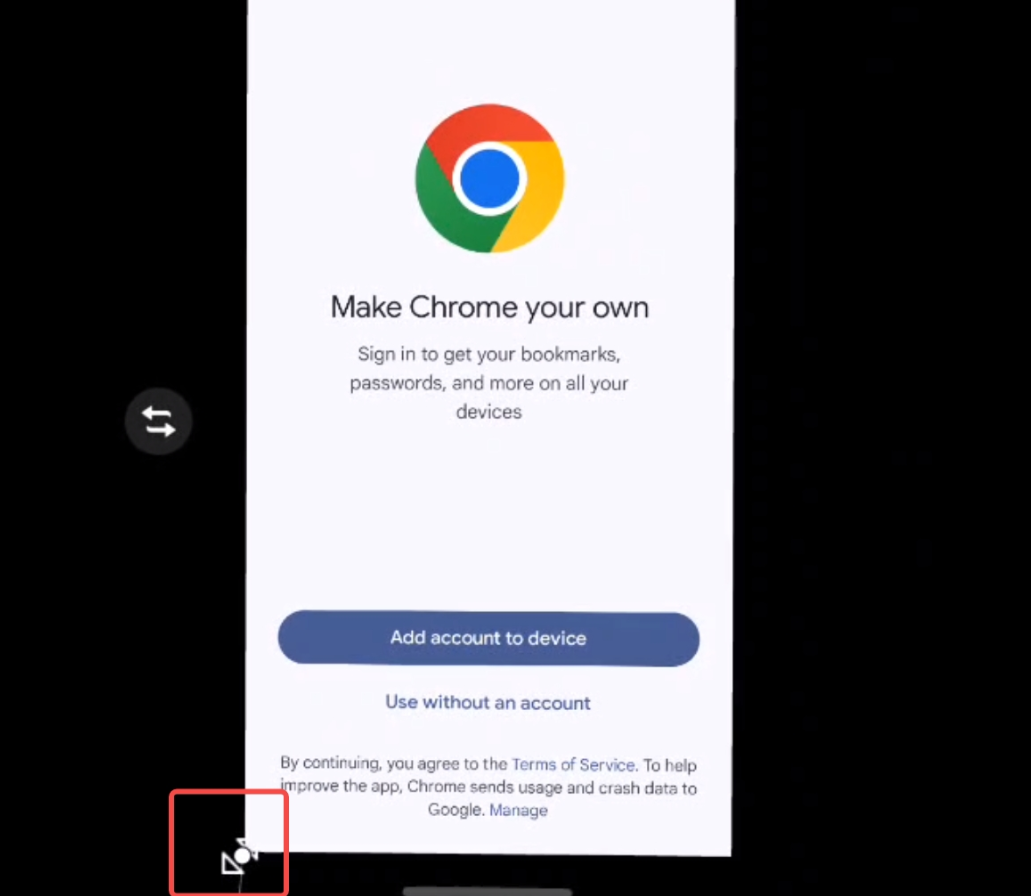 Make Chrome your own
Sign in to get your bookmarks,
passwords, and more on all your
devices
Add account to device
Use without an account
By continuing, you agree to the Terms of Service. To help
improve the app, Chrome sends usage and crash data to
Google. Manage